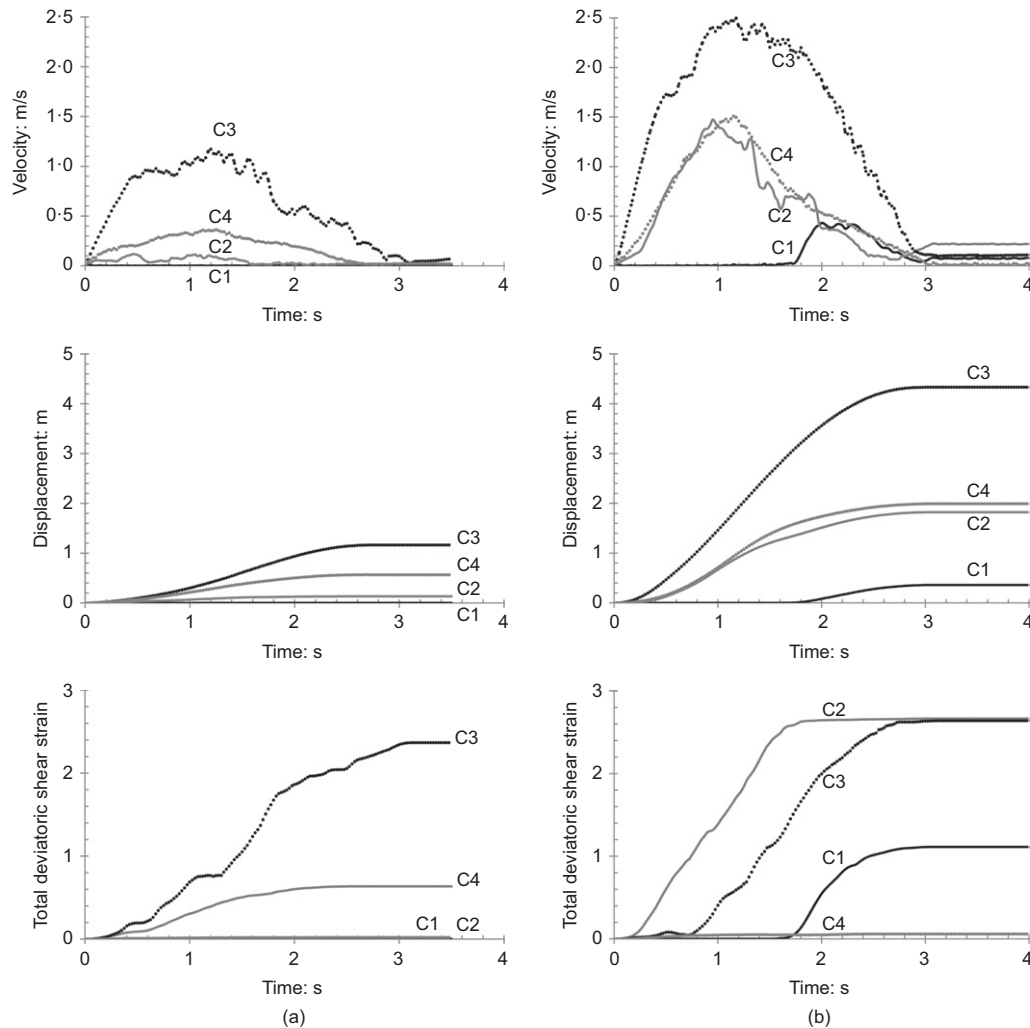 Velocity: m/s
2·5
2·0
1·5
1·0
0·5
0
C3
C4
C2
C1
0 1 2 3 4
Time: s
Velocity: m/s
2·5
2·0
1·5
1·0
0·5
0
C3
C4
C2
C1
0 1 2 3 4
Time: s
Displacement: m
5
4
3
2
1
0
C3
C4
C2
C1
0 1 2 3 4
Time: s
Displacement: m
5
4
3
2
1
0
C3
C4
C2
C1
0 1 2 3 4
Time: s
Total deviatoric shear strain
3
2
1
0
C3
C4
C1 C2
0 1 2 3 4
Time: s
(a)
Total deviatoric shear strain
3
2
1
0
C2
C3
C1
C4
0 1 2 3 4
Time: s
(b)